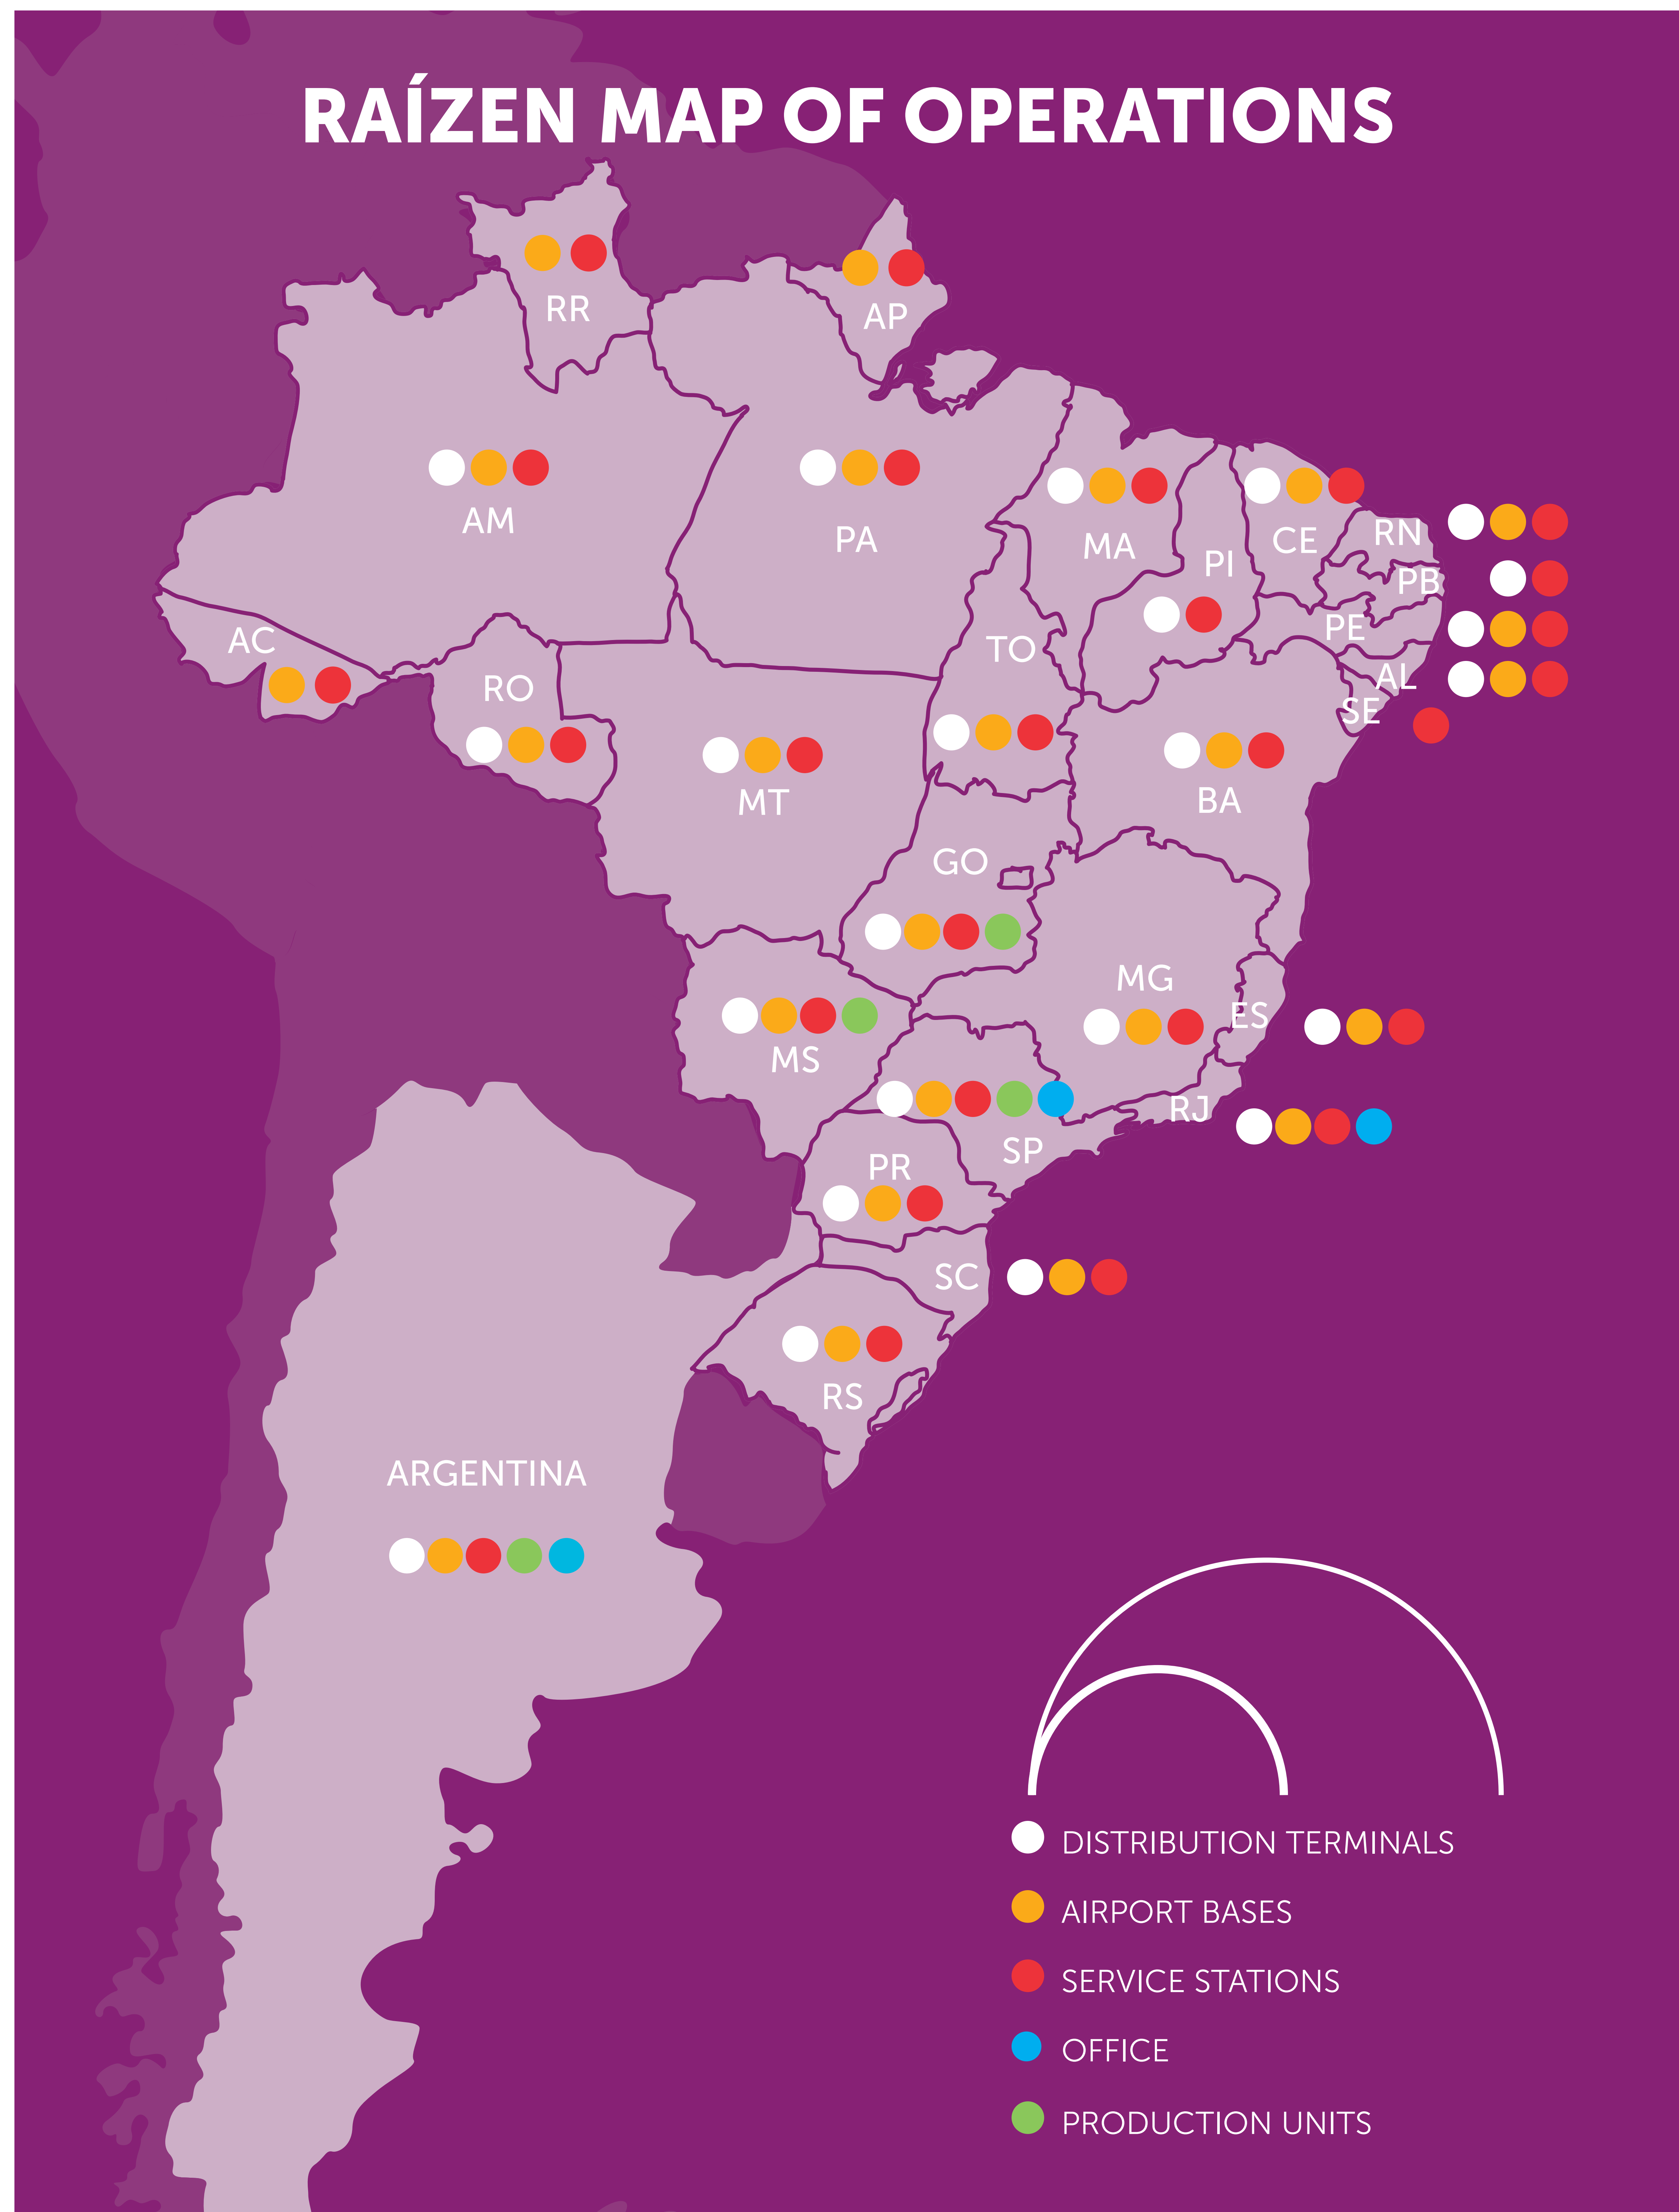 RAÍZEN MAP OF OPERATIONS
RR
AP
AM
PA
MA
PI
CE
RN
PB
PE
AL
SE
AC
RO
TO
MT
BA
GO
MG
ES
MS
RJ
SP
PR
SC
RS
ARGENTINA
DISTRIBUTION TERMINALS
AIRPORT BASES
SERVICE STATIONS
OFFICE
PRODUCTION UNITS